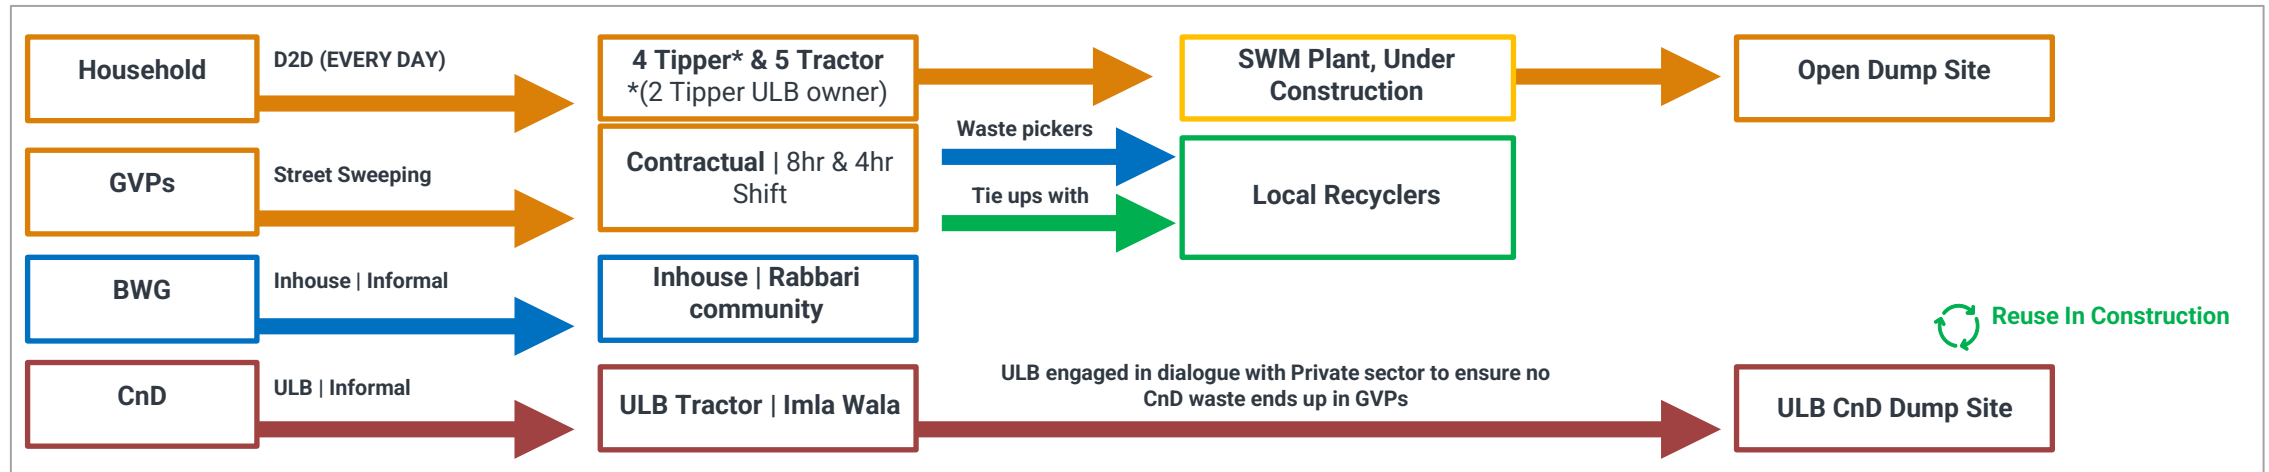 Household
D2D (EVERY DAY)
4 Tipper* & 5 Tractor
*(2 Tipper ULB owner)
SWM Plant, Under
Construction
Open Dump Site
GVPs
Street Sweeping
Contractual | 8hr & 4hr
Shift
Waste pickers
Tie ups with
Local Recyclers
BWG
Inhouse | Informal
Inhouse | Rabbari
community
Reuse In Construction
CnD
ULB | Informal
ULB Tractor | Imla Wala
ULB engaged in dialogue with Private sector to ensure no
CnD waste ends up in GVPs
ULB CnD Dump Site